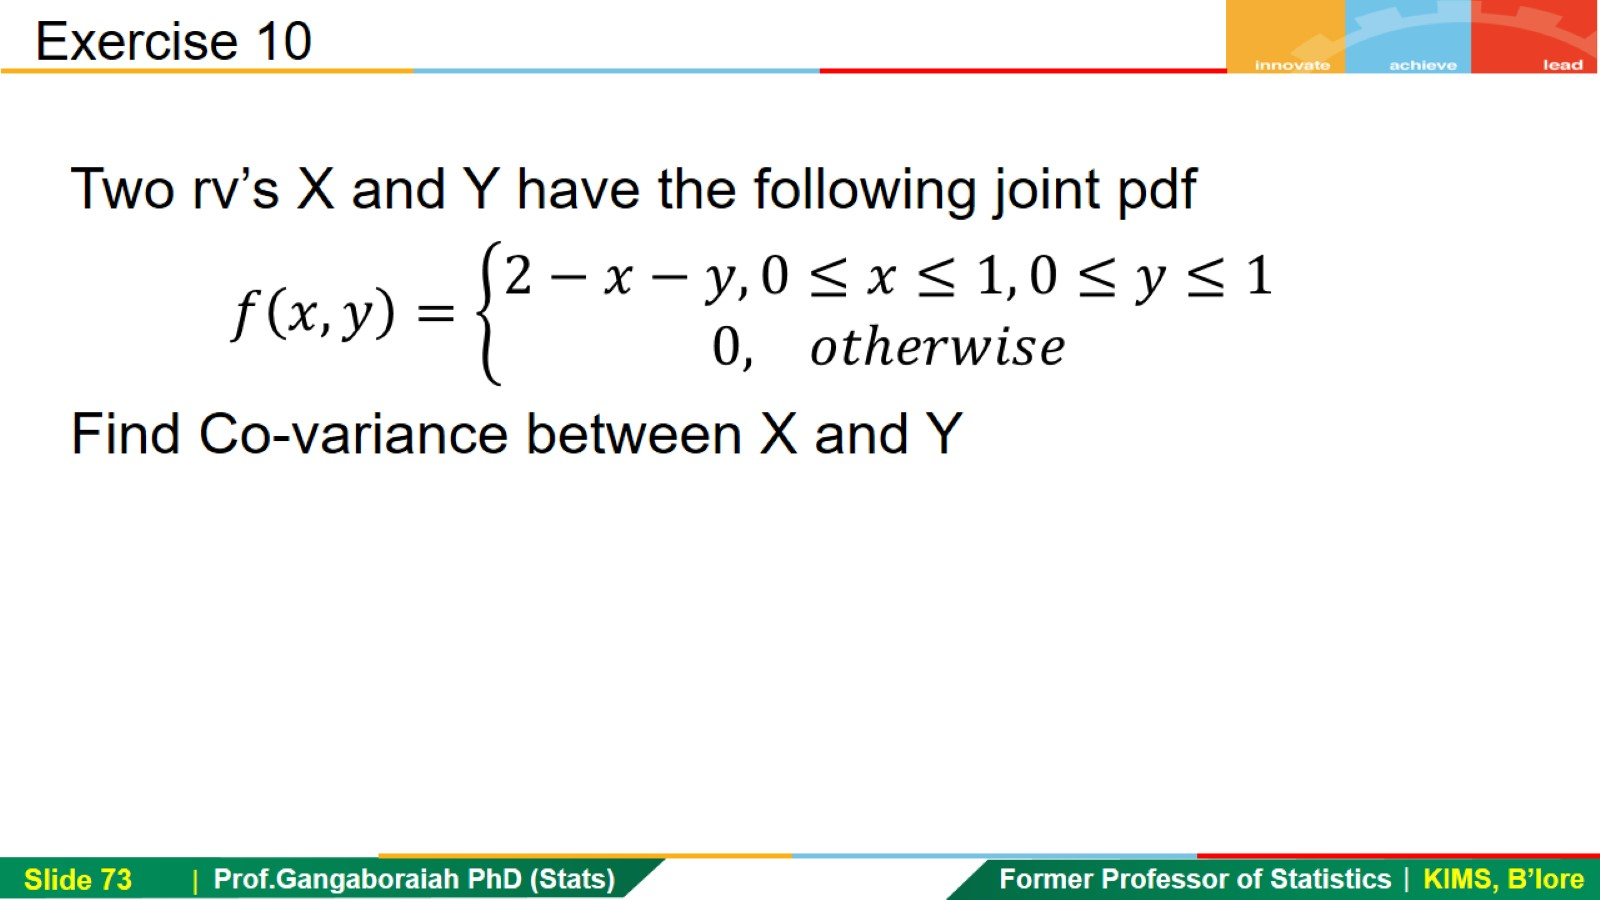 Exercise 10
innovate achieve lead
Two rv’s X and Y have the following joint pdf
f(x, y) = {2 − x − y, 0 ≤ x ≤ 1, 0 ≤ y ≤ 1
0, otherwise
Find Co-variance between X and Y
Slide 73 | Prof.Gangaboraiah PhD (Stats) Former Professor of Statistics | KIMS, B’lore